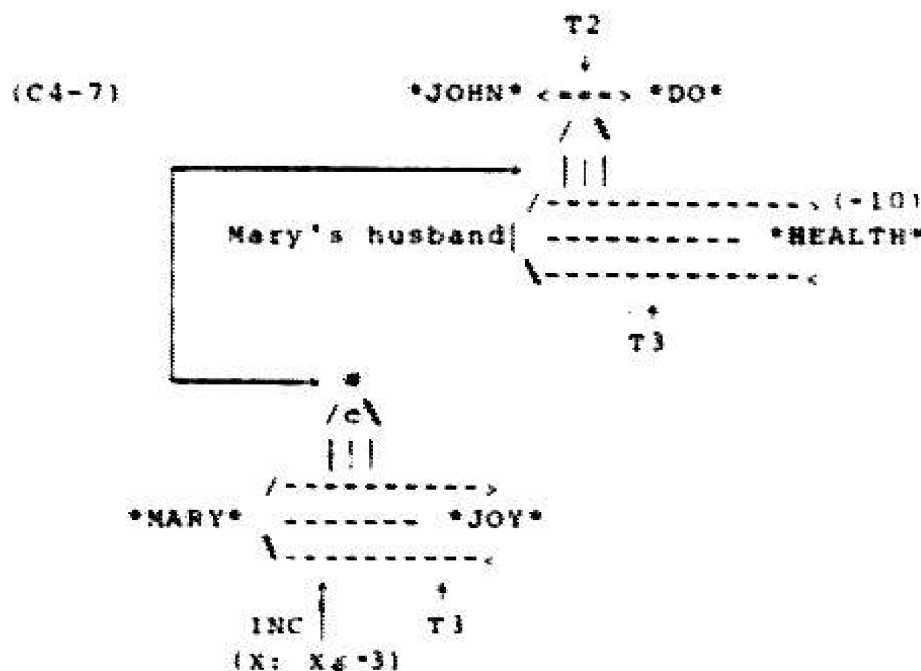 T2
(C4-7) *JOHN* <---> *DO*
Mary's husband (-10) *HEALTH*
T3
c
*MARY* *JOY*
INC T3